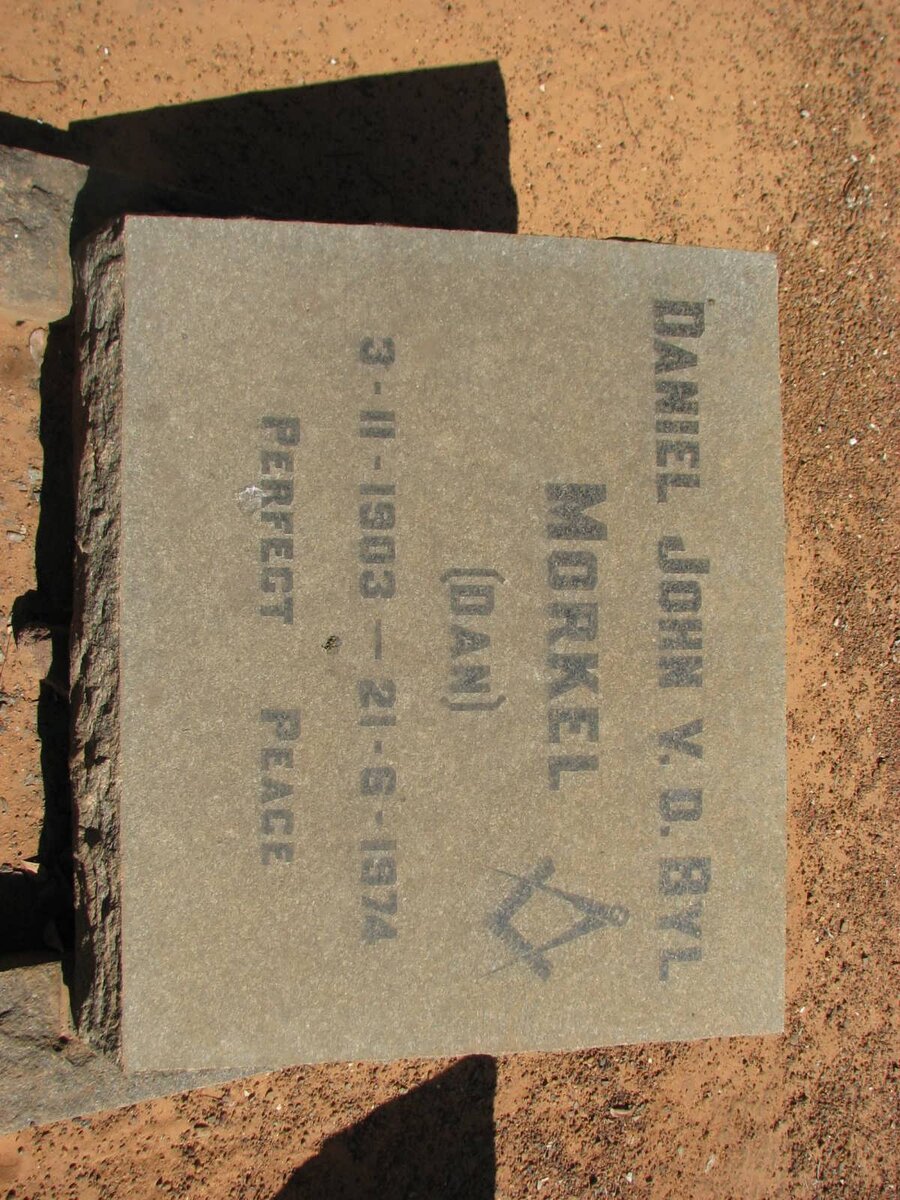 DANIEL JOHN V. D. BYL
MORKEL
(DAN)
3-11-1903 — 21-6-1974
PERFECT PEACE